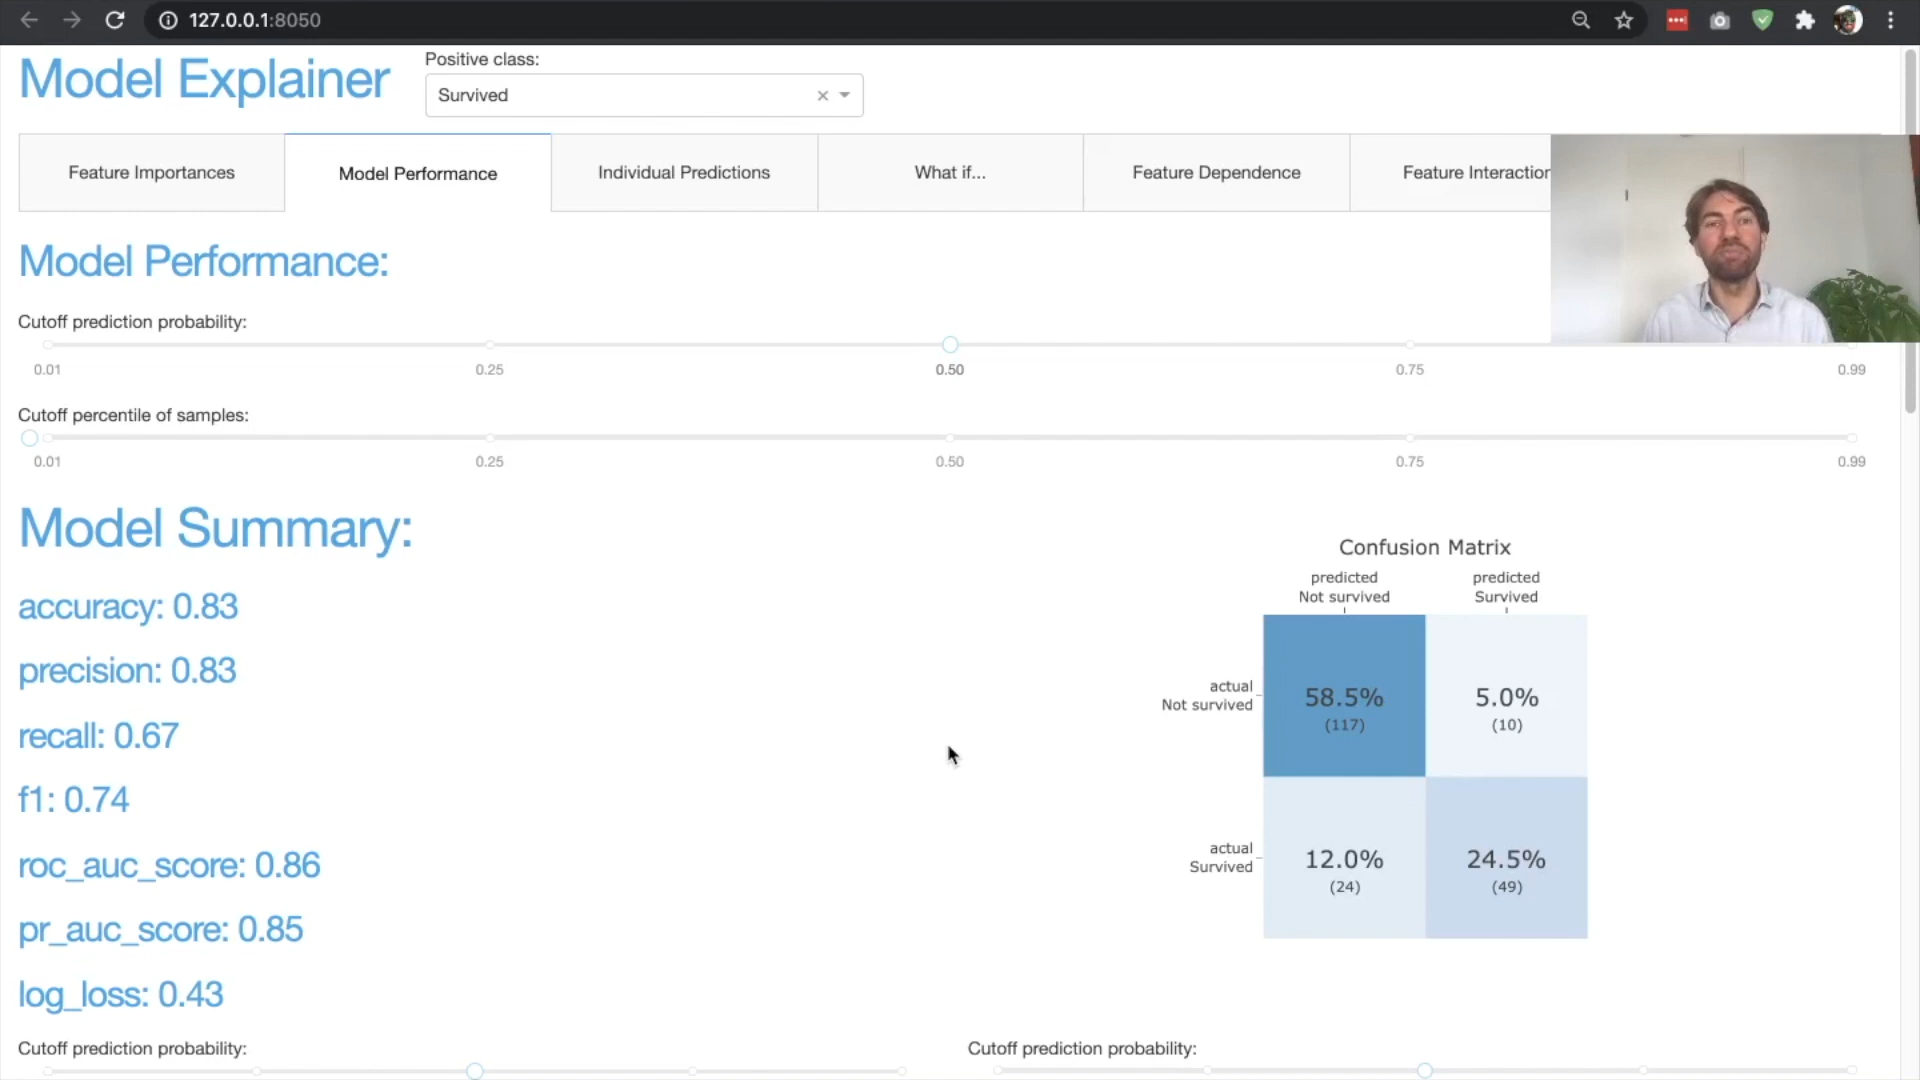 127.0.0.1:8050
Model Explainer
Positive class:
Survived
Feature Importances
Model Performance
Individual Predictions
What if...
Feature Dependence
Feature Interaction
Model Performance:
Cutoff prediction probability:
0.01 0.25 0.50 0.75 0.99
Cutoff percentile of samples:
0.01 0.25 0.50 0.75 0.99
Model Summary:
accuracy: 0.83
precision: 0.83
recall: 0.67
f1: 0.74
roc_auc_score: 0.86
pr_auc_score: 0.85
log_loss: 0.43
Confusion Matrix
predicted
Not survived
predicted
Survived
actual
Not survived
58.5%
(117)
5.0%
(10)
actual
Survived
12.0%
(24)
24.5%
(49)
Cutoff prediction probability:
Cutoff prediction probability: